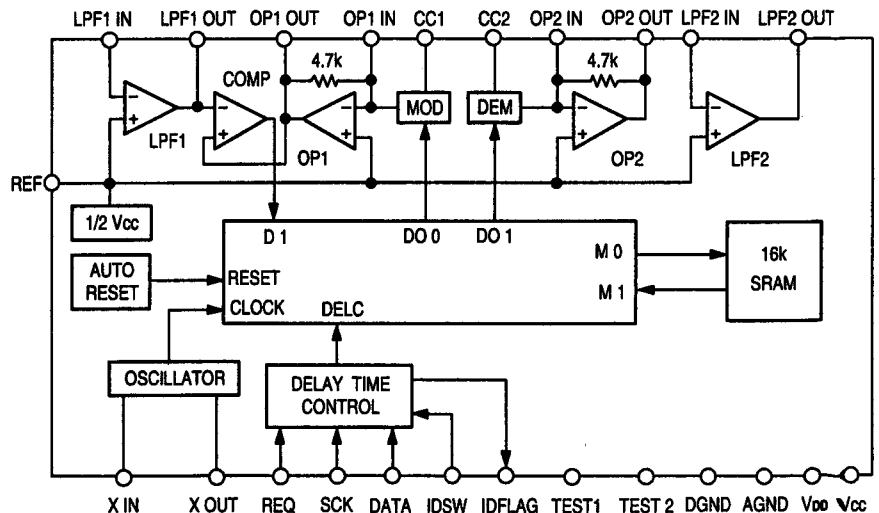 LPF1 IN LPF1 OUT OP1 OUT OP1 IN CC1 CC2 OP2 IN OP2 OUT LPF2 IN LPF2 OUT
4.7k 4.7k
COMP
MOD DEM
LPF1 OP1 OP2 LPF2
REF
1/2 Vcc
D 1 DO 0 DO 1
M 0
M 1
16k
SRAM
AUTO
RESET
RESET
CLOCK DELC
OSCILLATOR
DELAY TIME
CONTROL
X IN X OUT REQ SCK DATA IDSW IDFLAG TEST1 TEST 2 DGND AGND VDD Vcc